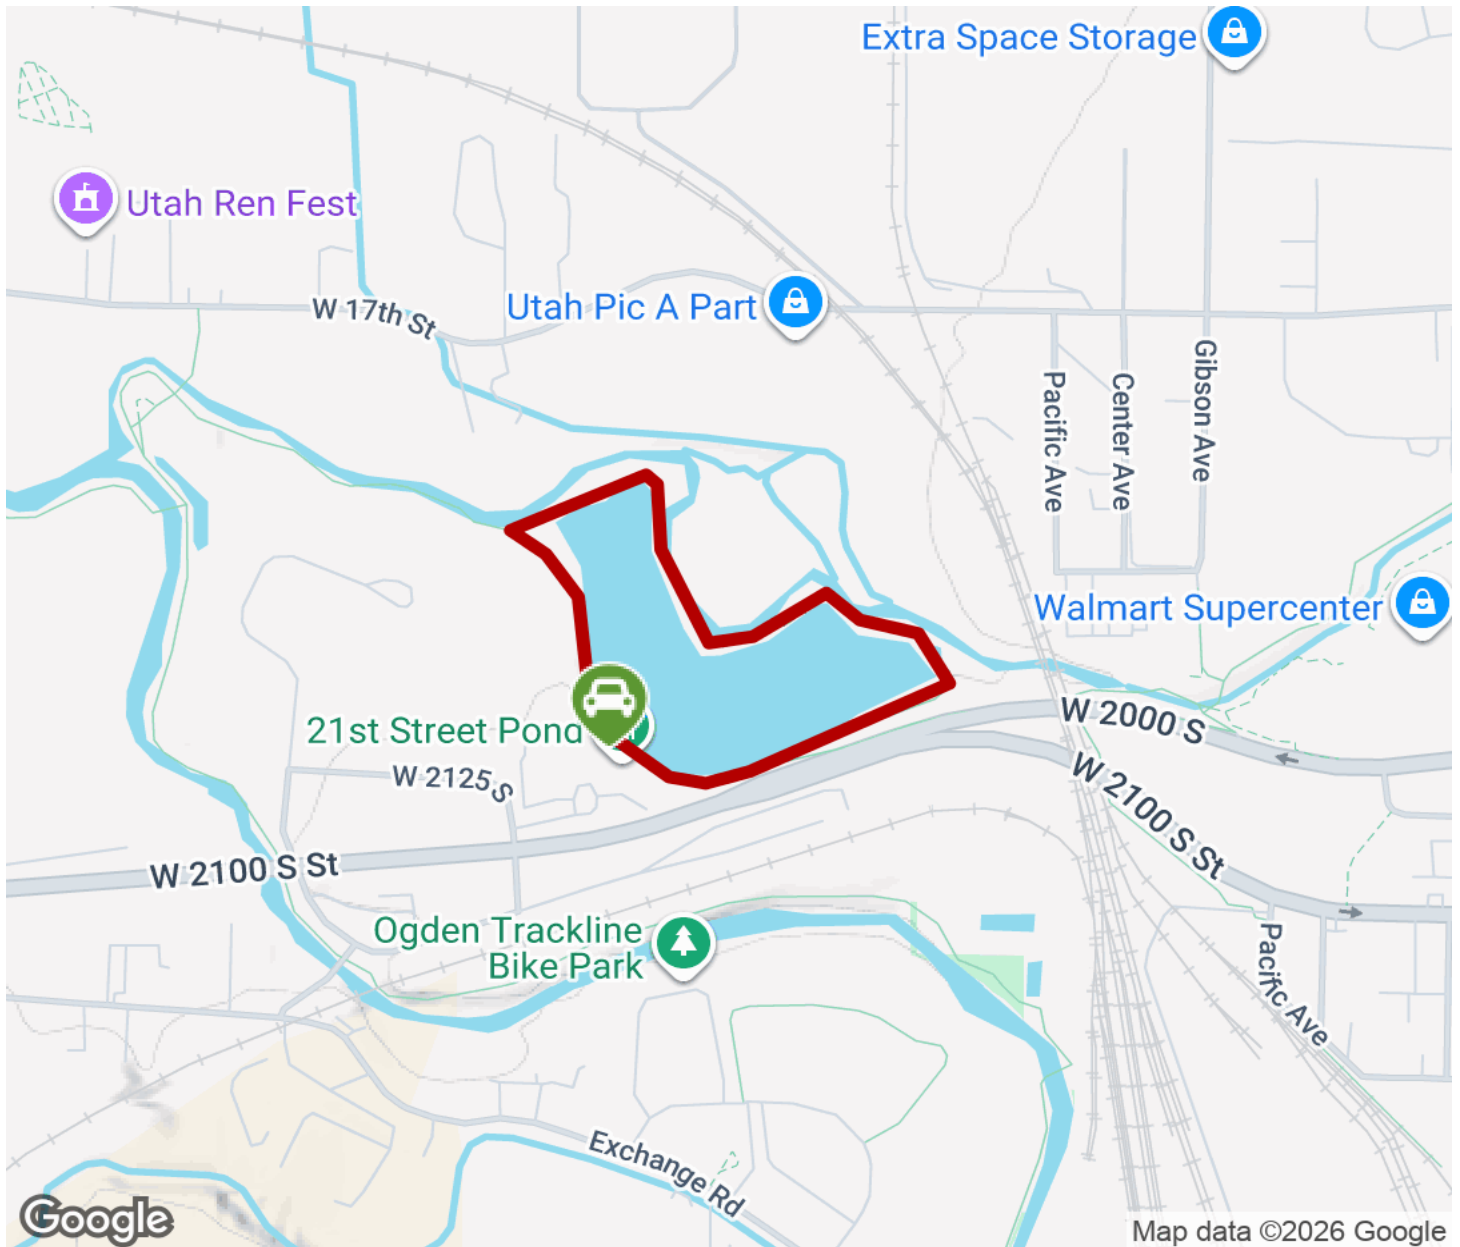 Extra Space Storage
Utah Ren Fest
W 17th St
Utah Pic A Part
Pacific Ave
Center Ave
Gibson Ave
Walmart Supercenter
21st Street Pond
W 2000 S
W 2125 S
W 2100 S St
W 2100 S St
Ogden Trackline
Bike Park
Pacific Ave
Exchange Rd
Google
Map data ©2026 Google